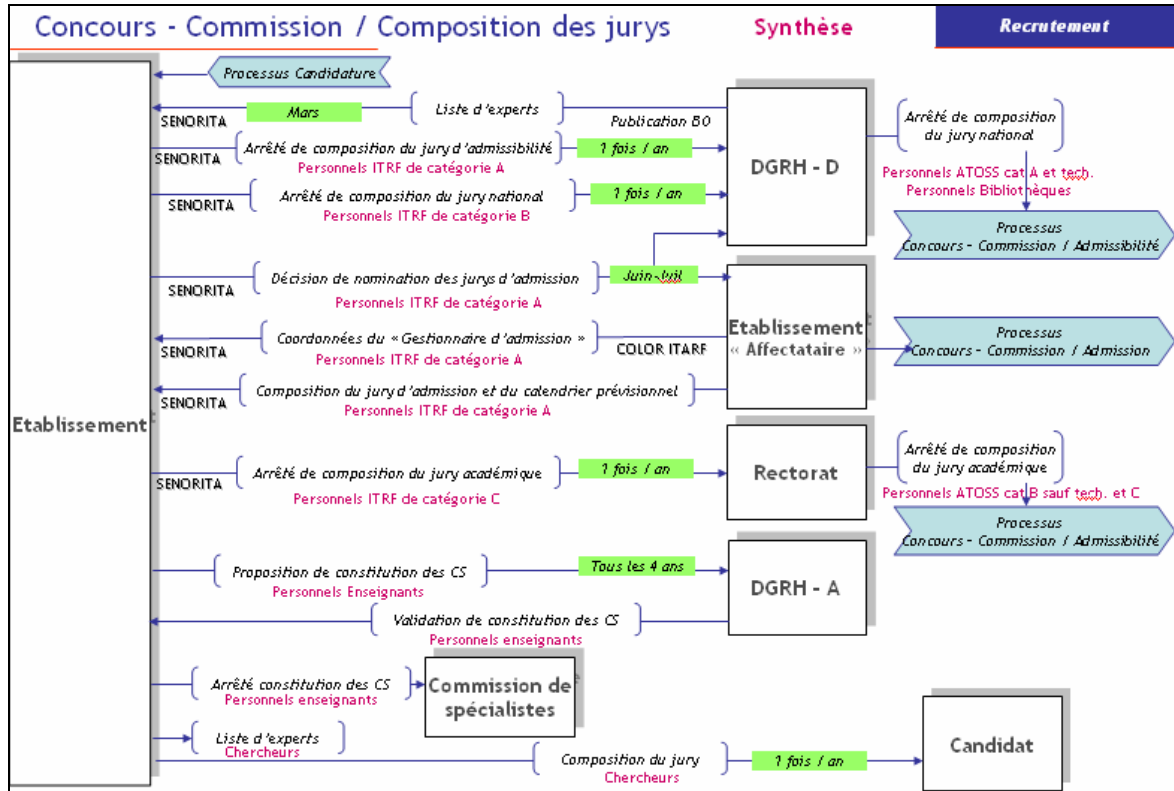 Concours - Commission / Composition des jurys
Synthèse
Recrutement
Processus Candidature
Mars
Liste d'experts
SENORITA
Publication BO
Arrêté de composition du jury d'admissibilité
1 fois / an
SENORITA
Personnels ITRF de catégorie A
Arrêté de composition du jury national
1 fois / an
SENORITA
Personnels ITRF de catégorie B
DGRH - D
Arrêté de composition
du jury national
Personnels ATOSS cat A et tech.
Personnels Bibliothèques
Processus
Concours - Commission / Admissibilité
Décision de nomination des jurys d'admission
Juin-Juil
SENORITA
Personnels ITRF de catégorie A
Coordonnées du « Gestionnaire d'admission »
COLOR ITARF
SENORITA
Personnels ITRF de catégorie A
Composition du jury d'admission et du calendrier prévisionnel
SENORITA
Personnels ITRF de catégorie A
Etablissement
« Affectataire »
Processus
Concours - Commission / Admission
Etablissement
Arrêté de composition du jury académique
1 fois / an
SENORITA
Personnels ITRF de catégorie C
Rectorat
Arrêté de composition
du jury académique
Personnels ATOSS cat B sauf tech. et C
Processus
Concours - Commission / Admissibilité
Proposition de constitution des CS
Tous les 4 ans
Personnels Enseignants
DGRH - A
Validation de constitution des CS
Personnels enseignants
Arrêté constitution des CS
Personnels enseignants
Commission de
spécialistes
Liste d'experts
Chercheurs
Composition du jury
1 fois / an
Chercheurs
Candidat